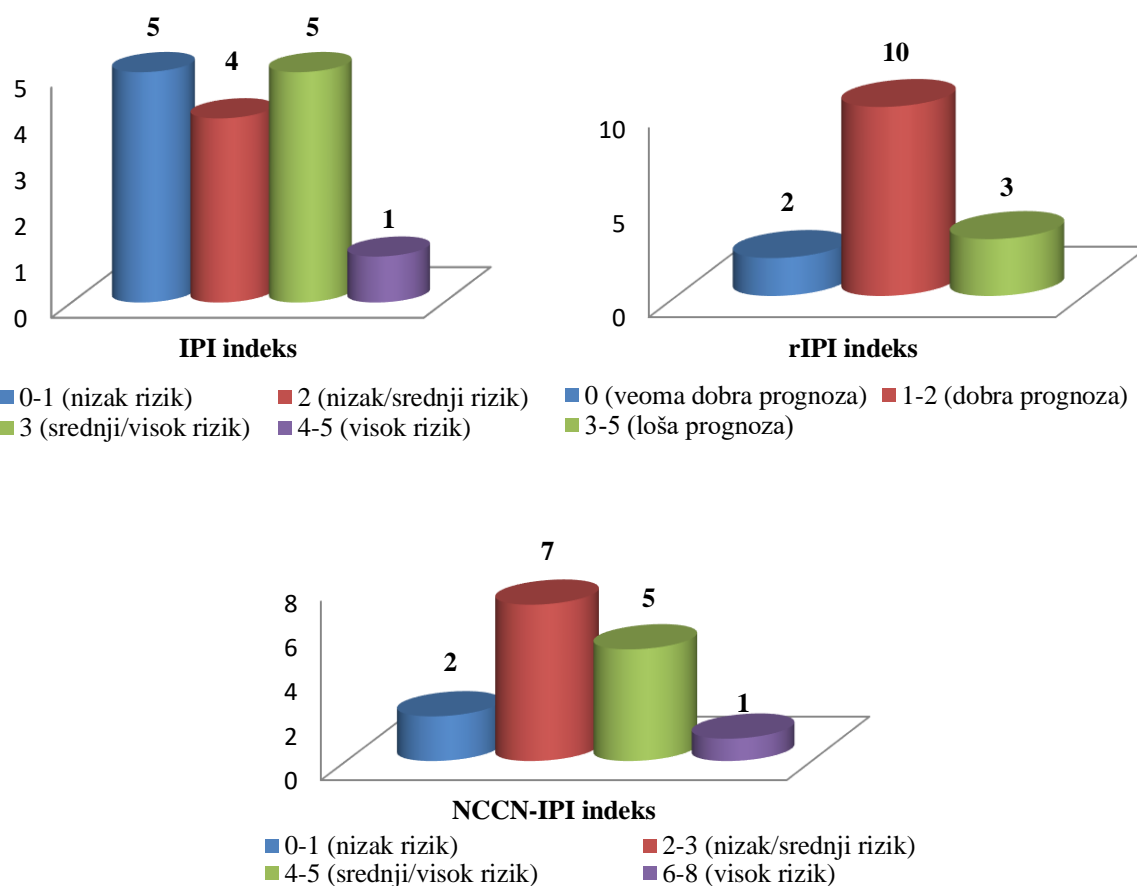 5 4 5 1
5
4
3
2
1
0
IPI indeks
0-1 (nizak rizik) 2 (nizak/srednji rizik)
3 (srednji/visok rizik) 4-5 (visok rizik)
2 10 3
10
5
0
rIPI indeks
0 (veoma dobra prognoza) 1-2 (dobra prognoza)
3-5 (loša prognoza)
2 7 5 1
8
6
4
2
0
NCCN-IPI indeks
0-1 (nizak rizik) 2-3 (nizak/srednji rizik)
4-5 (srednji/visok rizik) 6-8 (visok rizik)